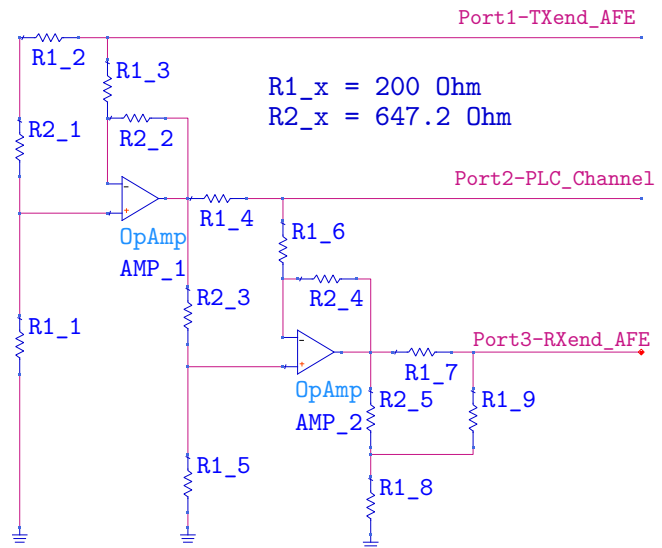 Port1-TXend_AFE
R1_2
R1_3
R1_x = 200 Ohm
R2_x = 647.2 Ohm
R2_1
R2_2
Port2-PLC_Channel
-
+
R1_4
R1_6
OpAmp
AMP_1
R2_3
R2_4
R1_1
Port3-RXend_AFE
-
+
R1_7
OpAmp
AMP_2
R2_5
R1_9
R1_5
R1_8